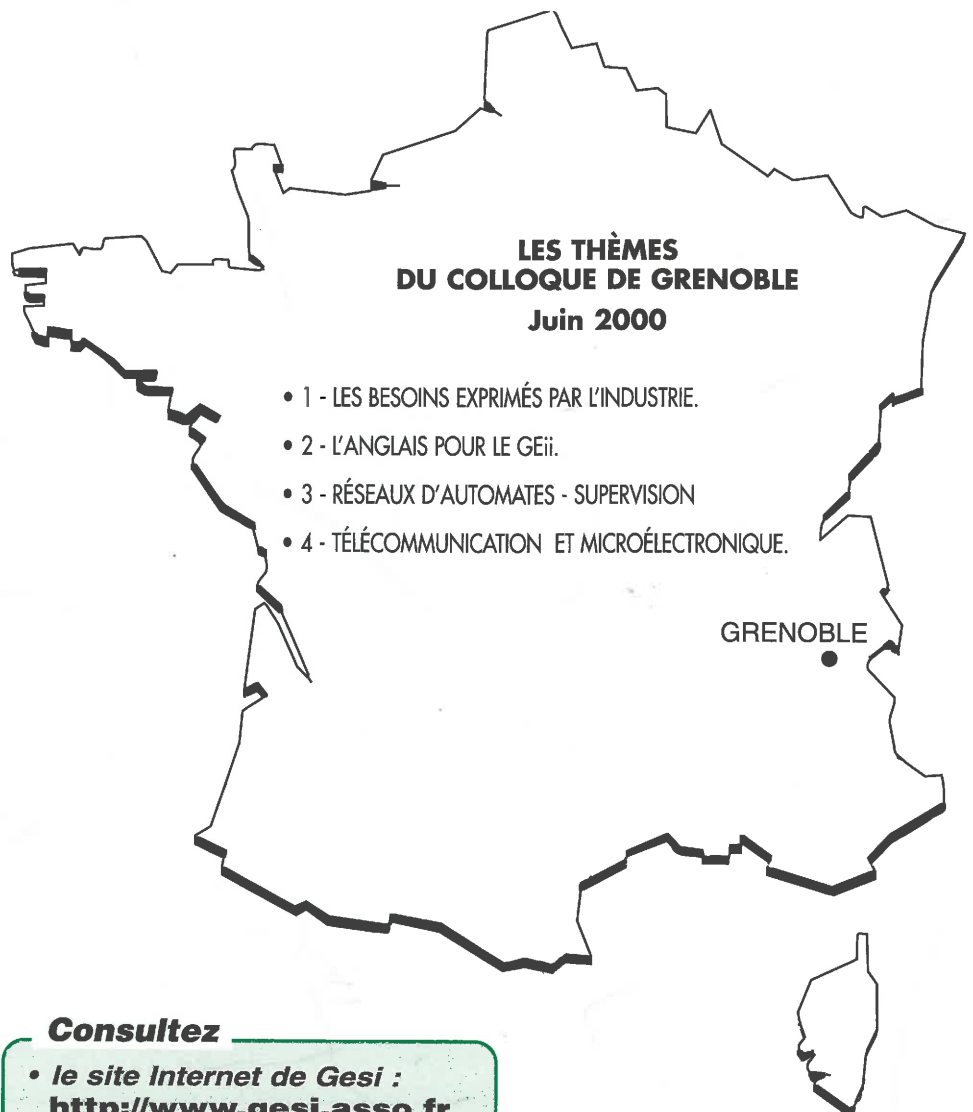 LES THÈMES
DU COLLOQUE DE GRENOBLE
Juin 2000
• 1 - LES BESOINS EXPRIMÉS PAR L'INDUSTRIE.
• 2 - L'ANGLAIS POUR LE GEii.
• 3 - RÉSEAUX D'AUTOMATES - SUPERVISION
• 4 - TÉLÉCOMMUNICATION ET MICROÉLECTRONIQUE.
GRENOBLE
Consultez
• le site Internet de Gesi :
http://www.gesi.asso.fr